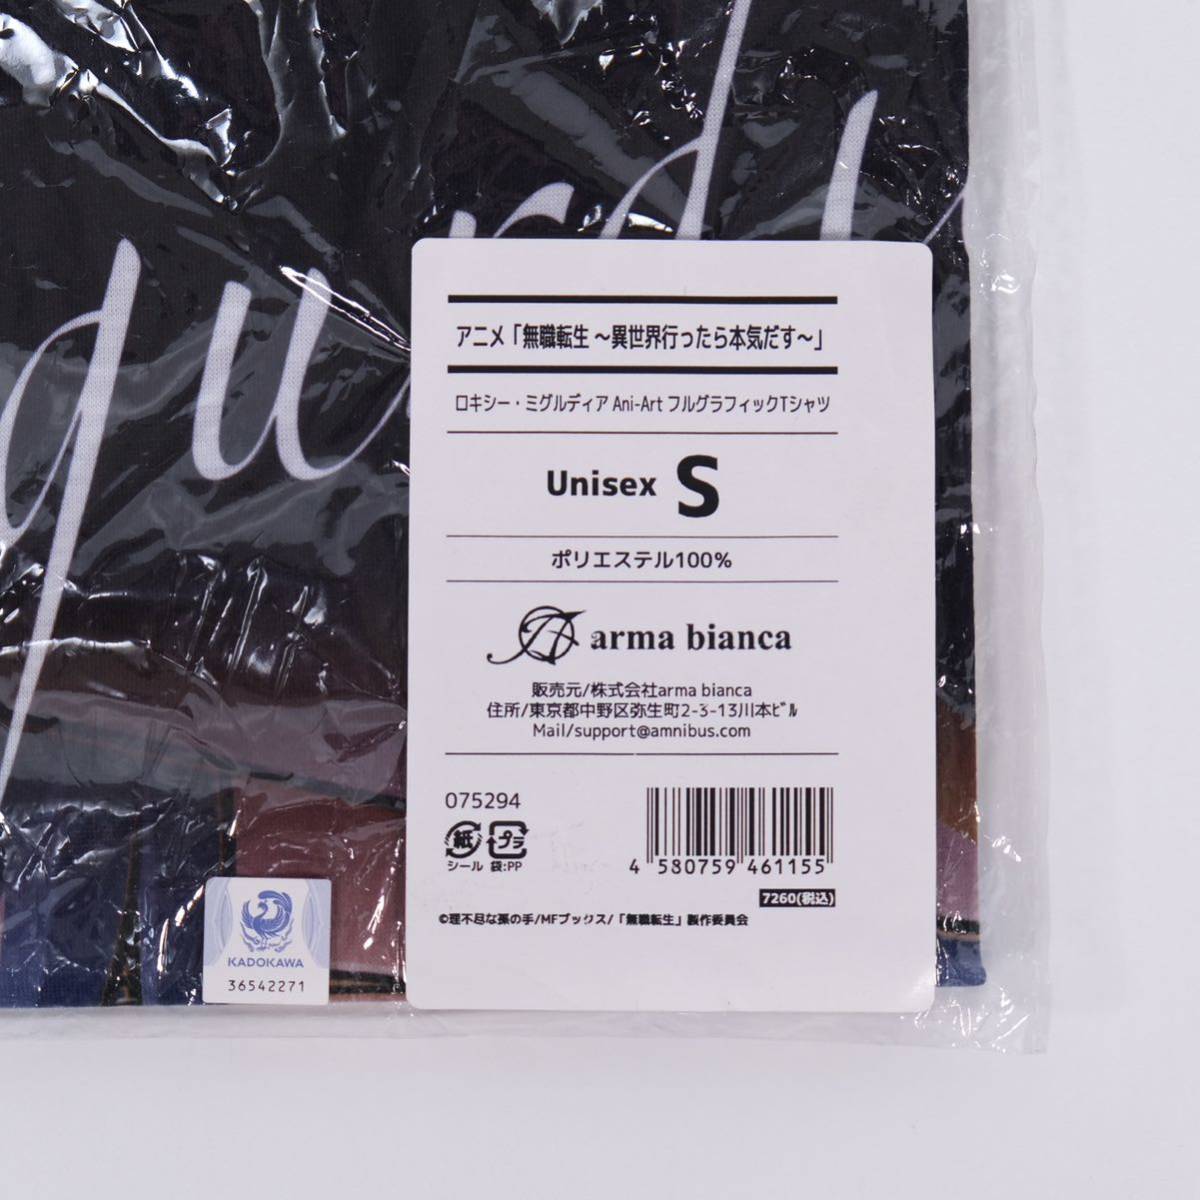 gurdi
アニメ「無職転生 ～異世界行ったら本気だす～」
ロキシー・ミグルディア Ani-Art フルグラフィックTシャツ
Unisex S
ポリエステル100%
arma bianca
販売元/株式会社arma bianca
住所/東京都中野区弥生町2-3-13川本ﾋﾞﾙ
Mail/support@amnibus.com
075294
紙 プラ
シール 袋:PP
4 580759 461155
7260(税込)
©理不尽な孫の手/MFブックス/「無職転生」製作委員会
KADOKAWA
36542271